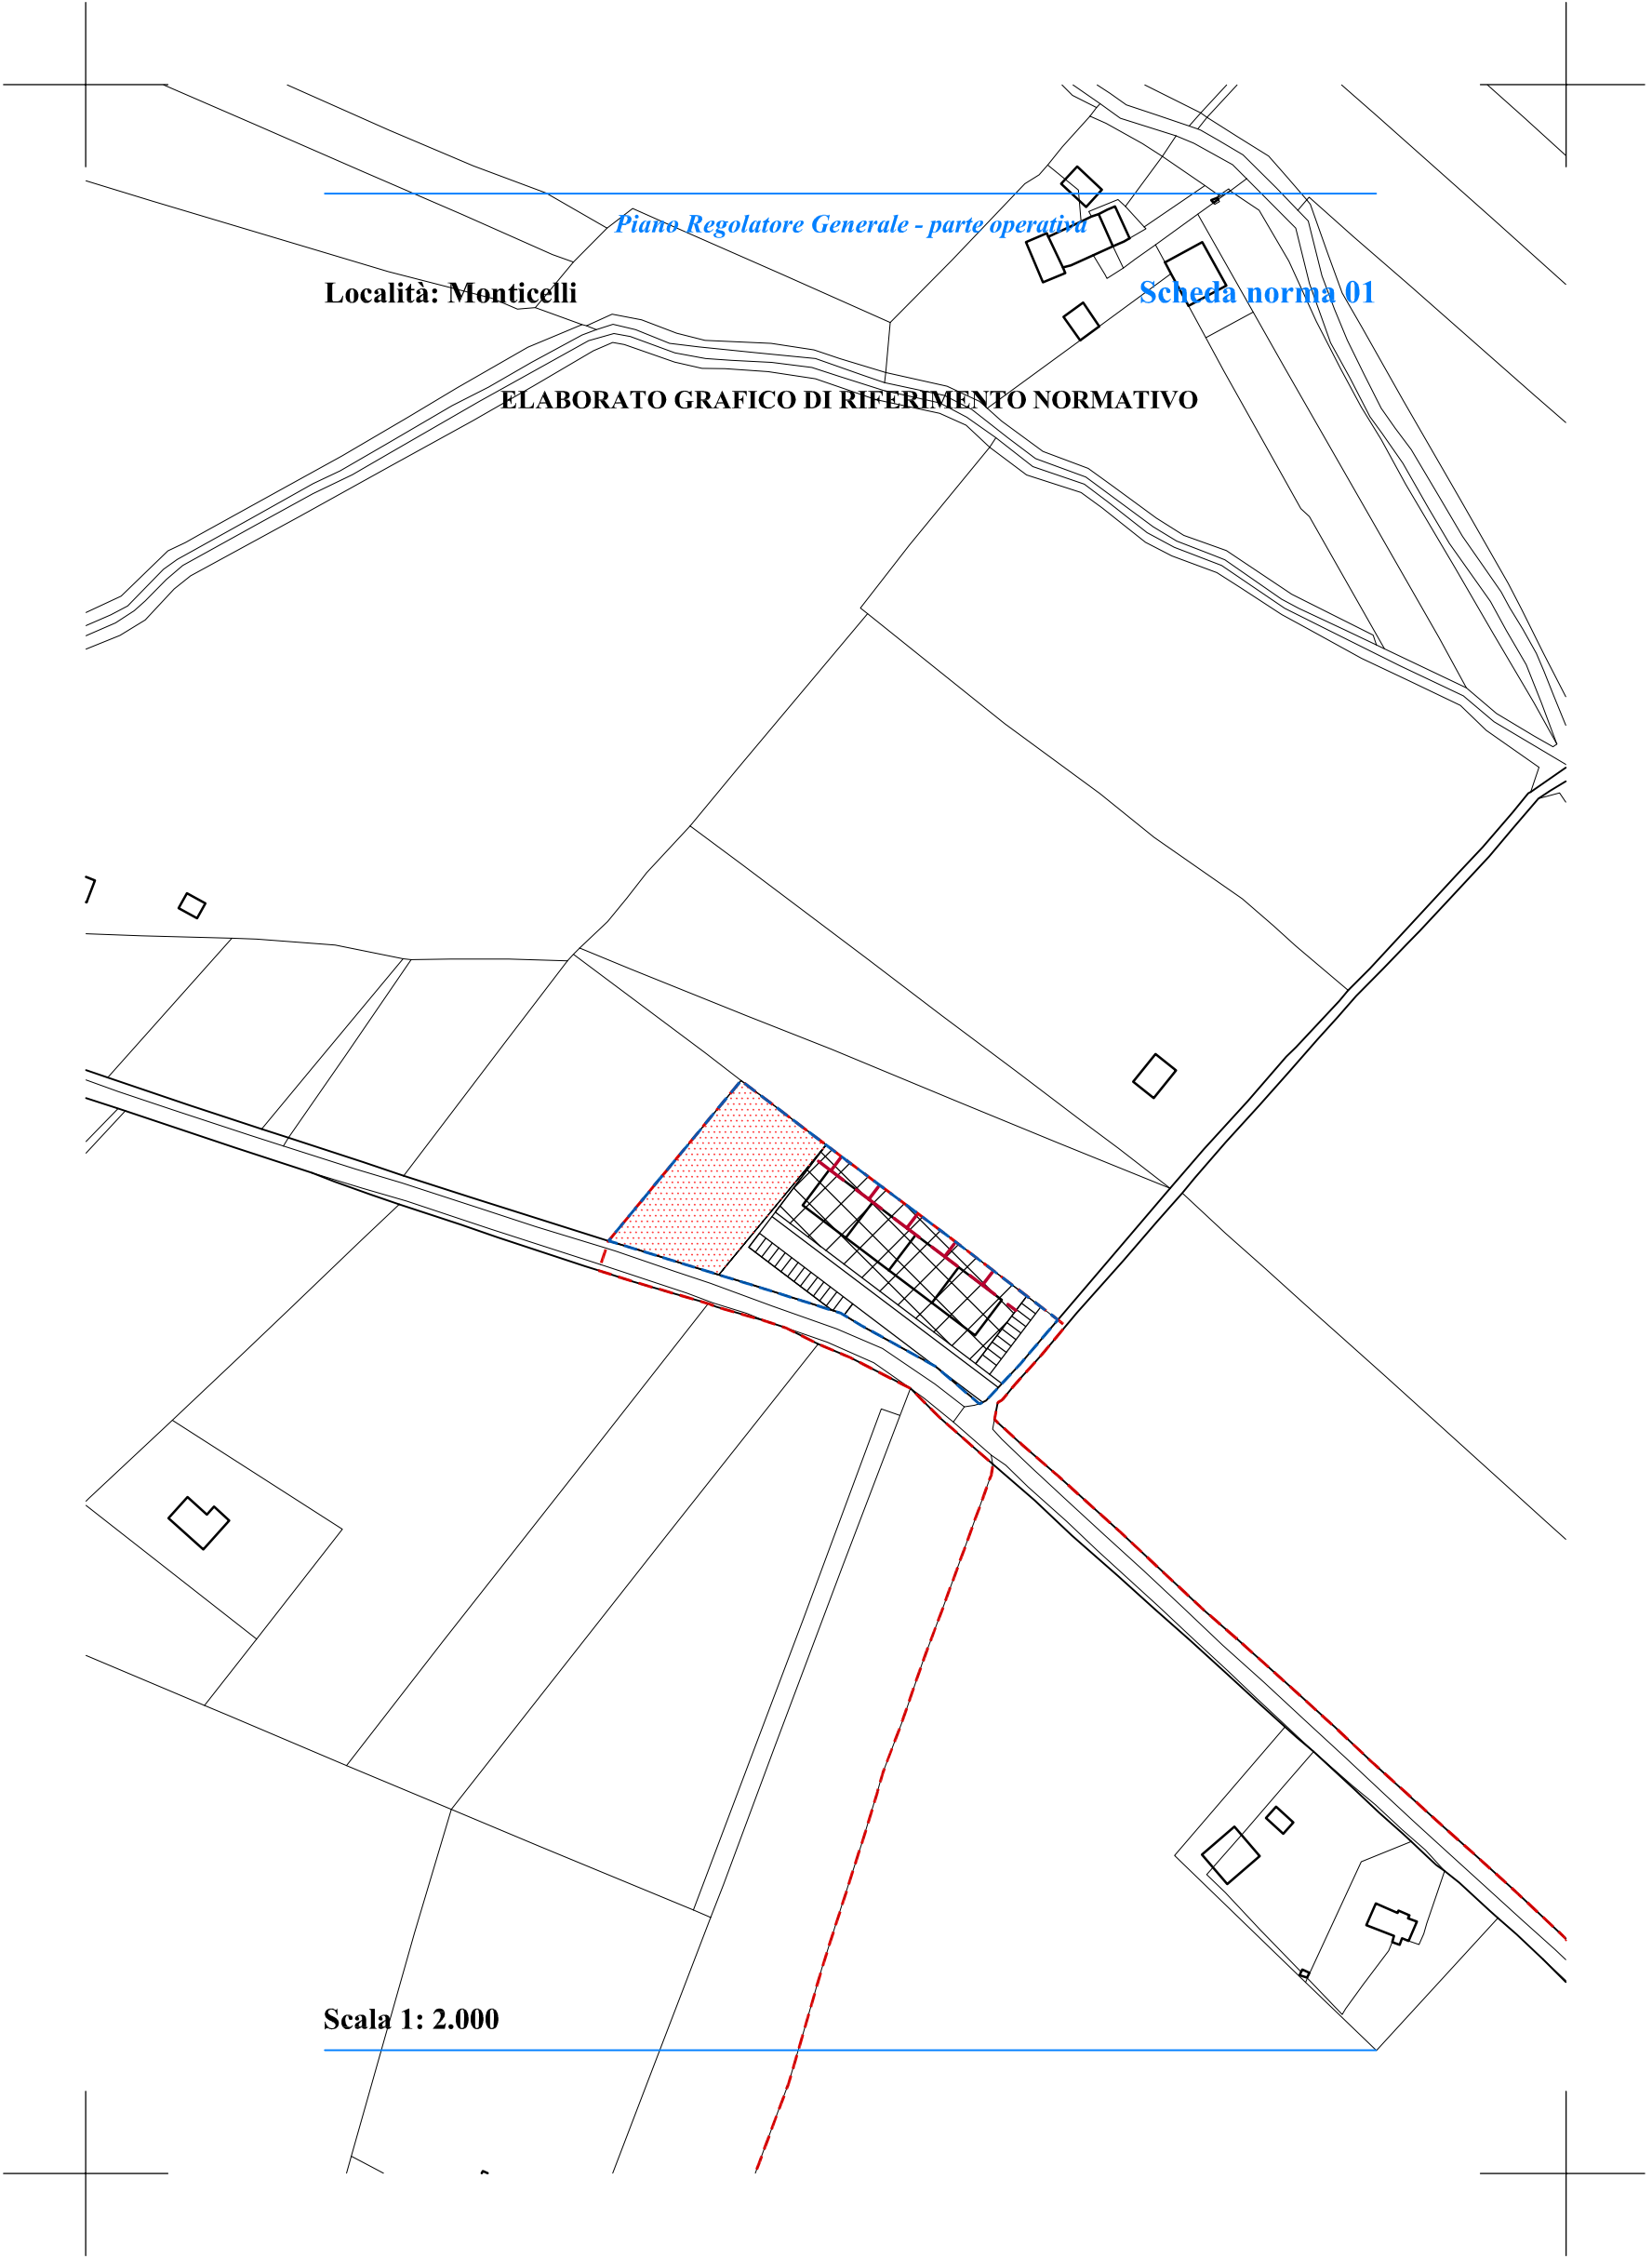 Piano Regolatore Generale - parte operativa
Località: Monticelli
Scheda norma 01
ELABORATO GRAFICO DI RIFERIMENTO NORMATIVO
Scala 1: 2.000